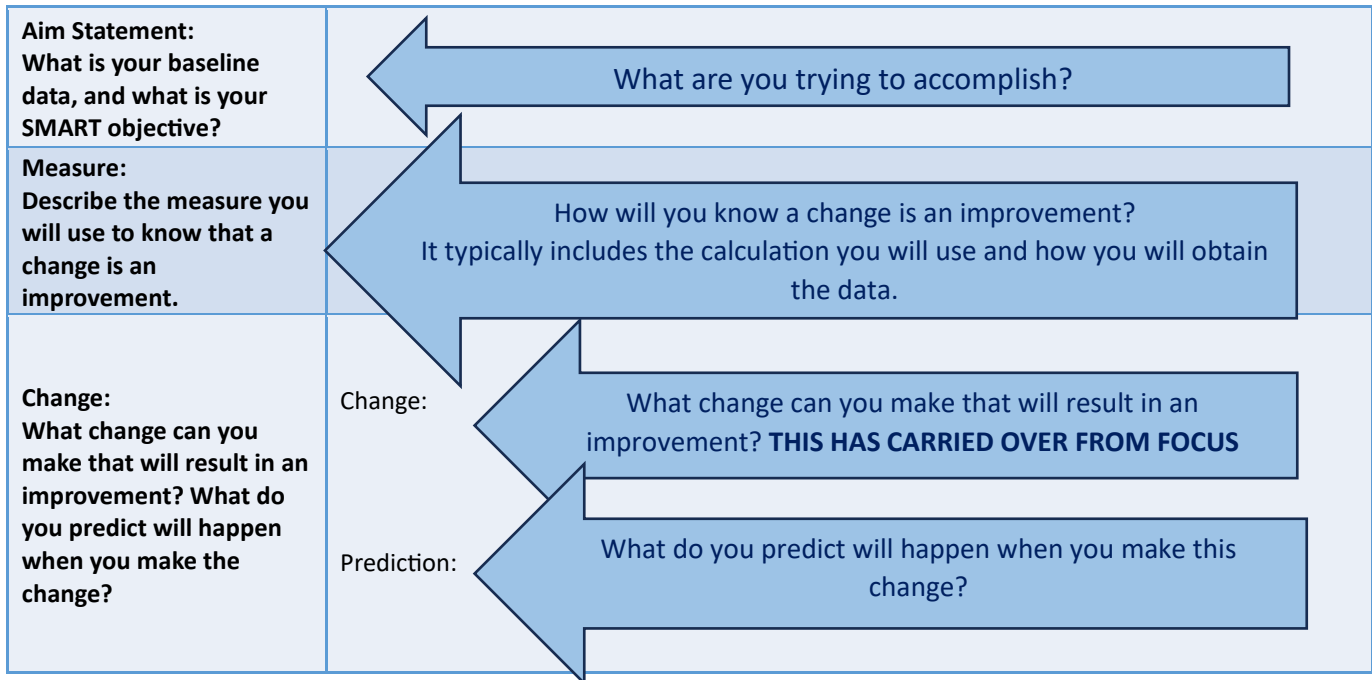 Aim Statement:
What is your baseline
data, and what is your
SMART objective?
What are you trying to accomplish?
Measure:
Describe the measure you
will use to know that a
change is an
improvement.
How will you know a change is an improvement?
It typically includes the calculation you will use and how you will obtain
the data.
Change:
What change can you
make that will result in an
improvement? What do
you predict will happen
when you make the
change?
Change:
What change can you make that will result in an
improvement? THIS HAS CARRIED OVER FROM FOCUS
Prediction:
What do you predict will happen when you make this
change?